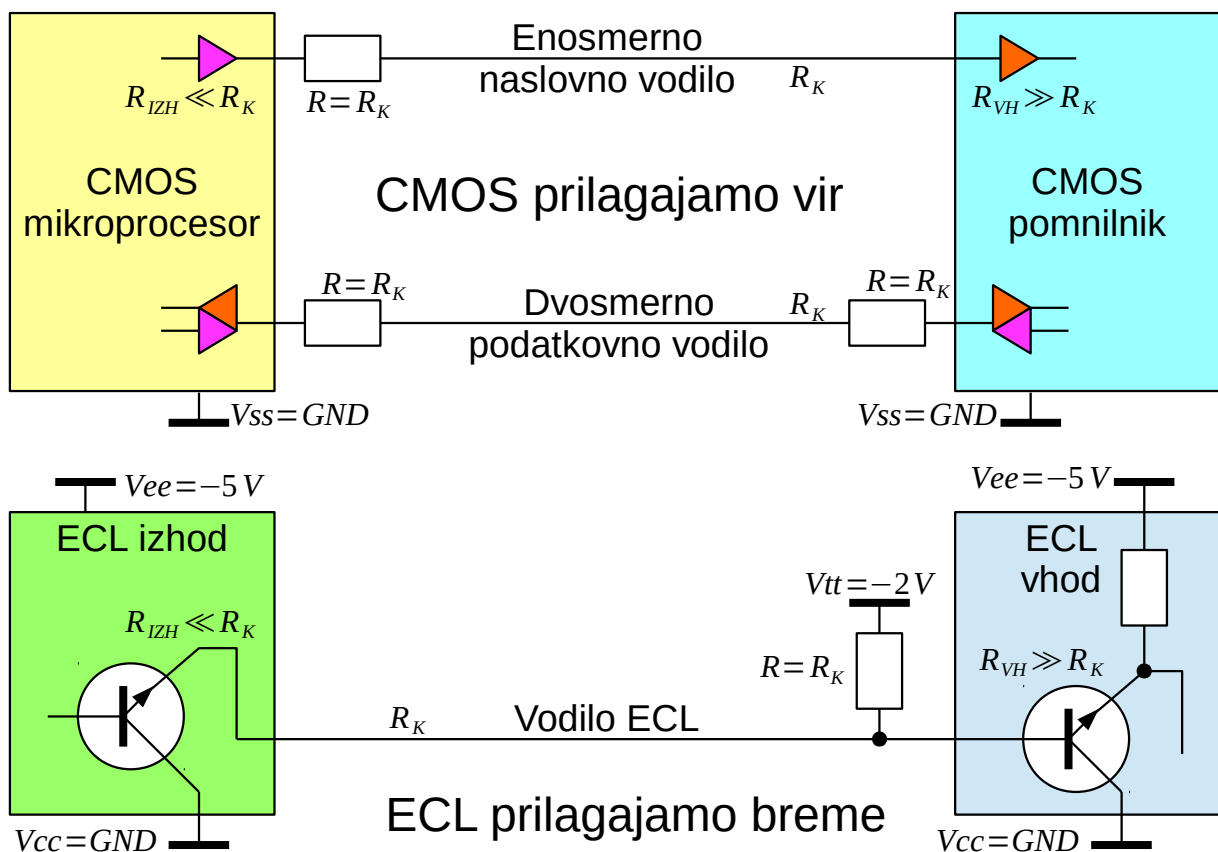 Enosmerno
naslovno vodilo
R_IZH ≪ R_K
R = R_K
R_K
R_VH ≫ R_K
CMOS
mikroprocesor
CMOS prilagajamo vir
CMOS
pomnilnik
R = R_K
Dvosmerno
podatkovno vodilo
R_K
R = R_K
Vss = GND
Vss = GND
Vee = −5 V
Vee = −5 V
ECL izhod
ECL
vhod
Vtt = −2 V
R_IZH ≪ R_K
R = R_K
R_VH ≫ R_K
R_K
Vodilo ECL
ECL prilagajamo breme
Vcc = GND
Vcc = GND